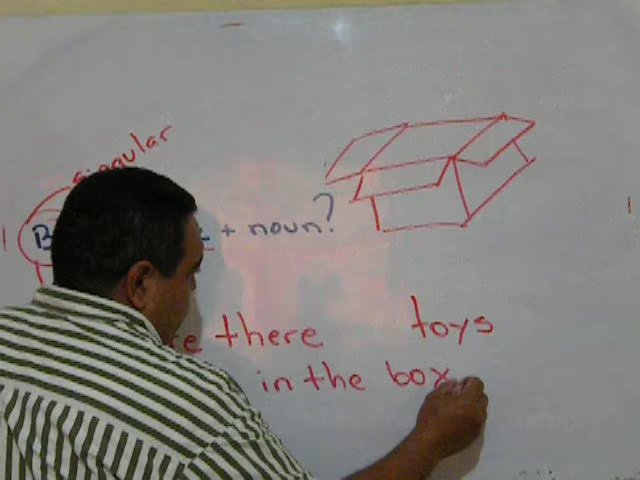 singular
+ noun?
there toys
in the box